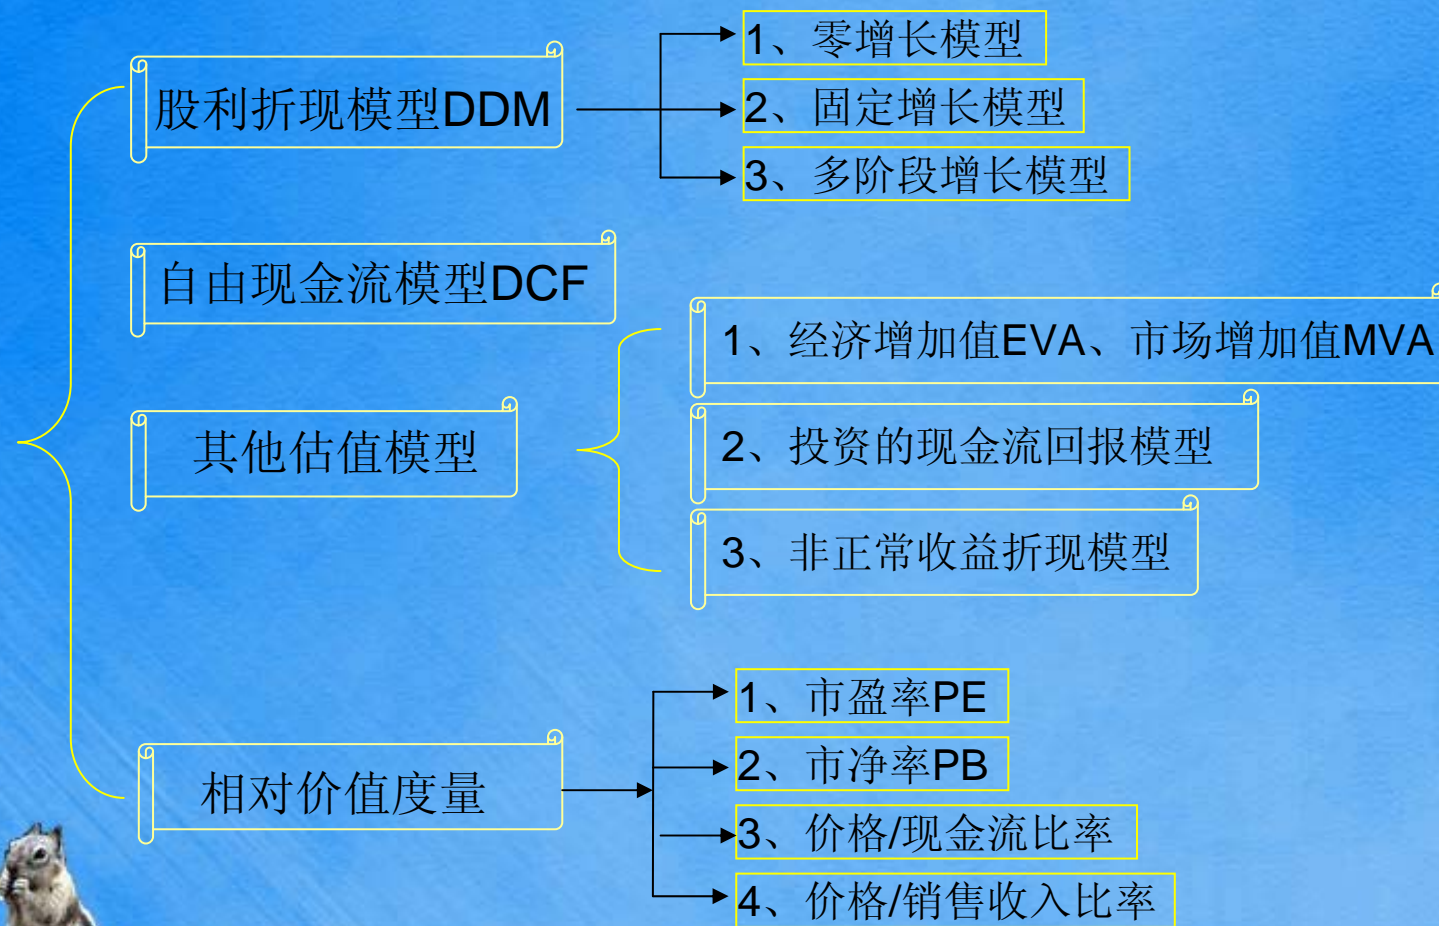 股利折现模型DDM
1、零增长模型
2、固定增长模型
3、多阶段增长模型
自由现金流模型DCF
其他估值模型
1、经济增加值EVA、市场增加值MVA
2、投资的现金流回报模型
3、非正常收益折现模型
相对价值度量
1、市盈率PE
2、市净率PB
3、价格/现金流比率
4、价格/销售收入比率